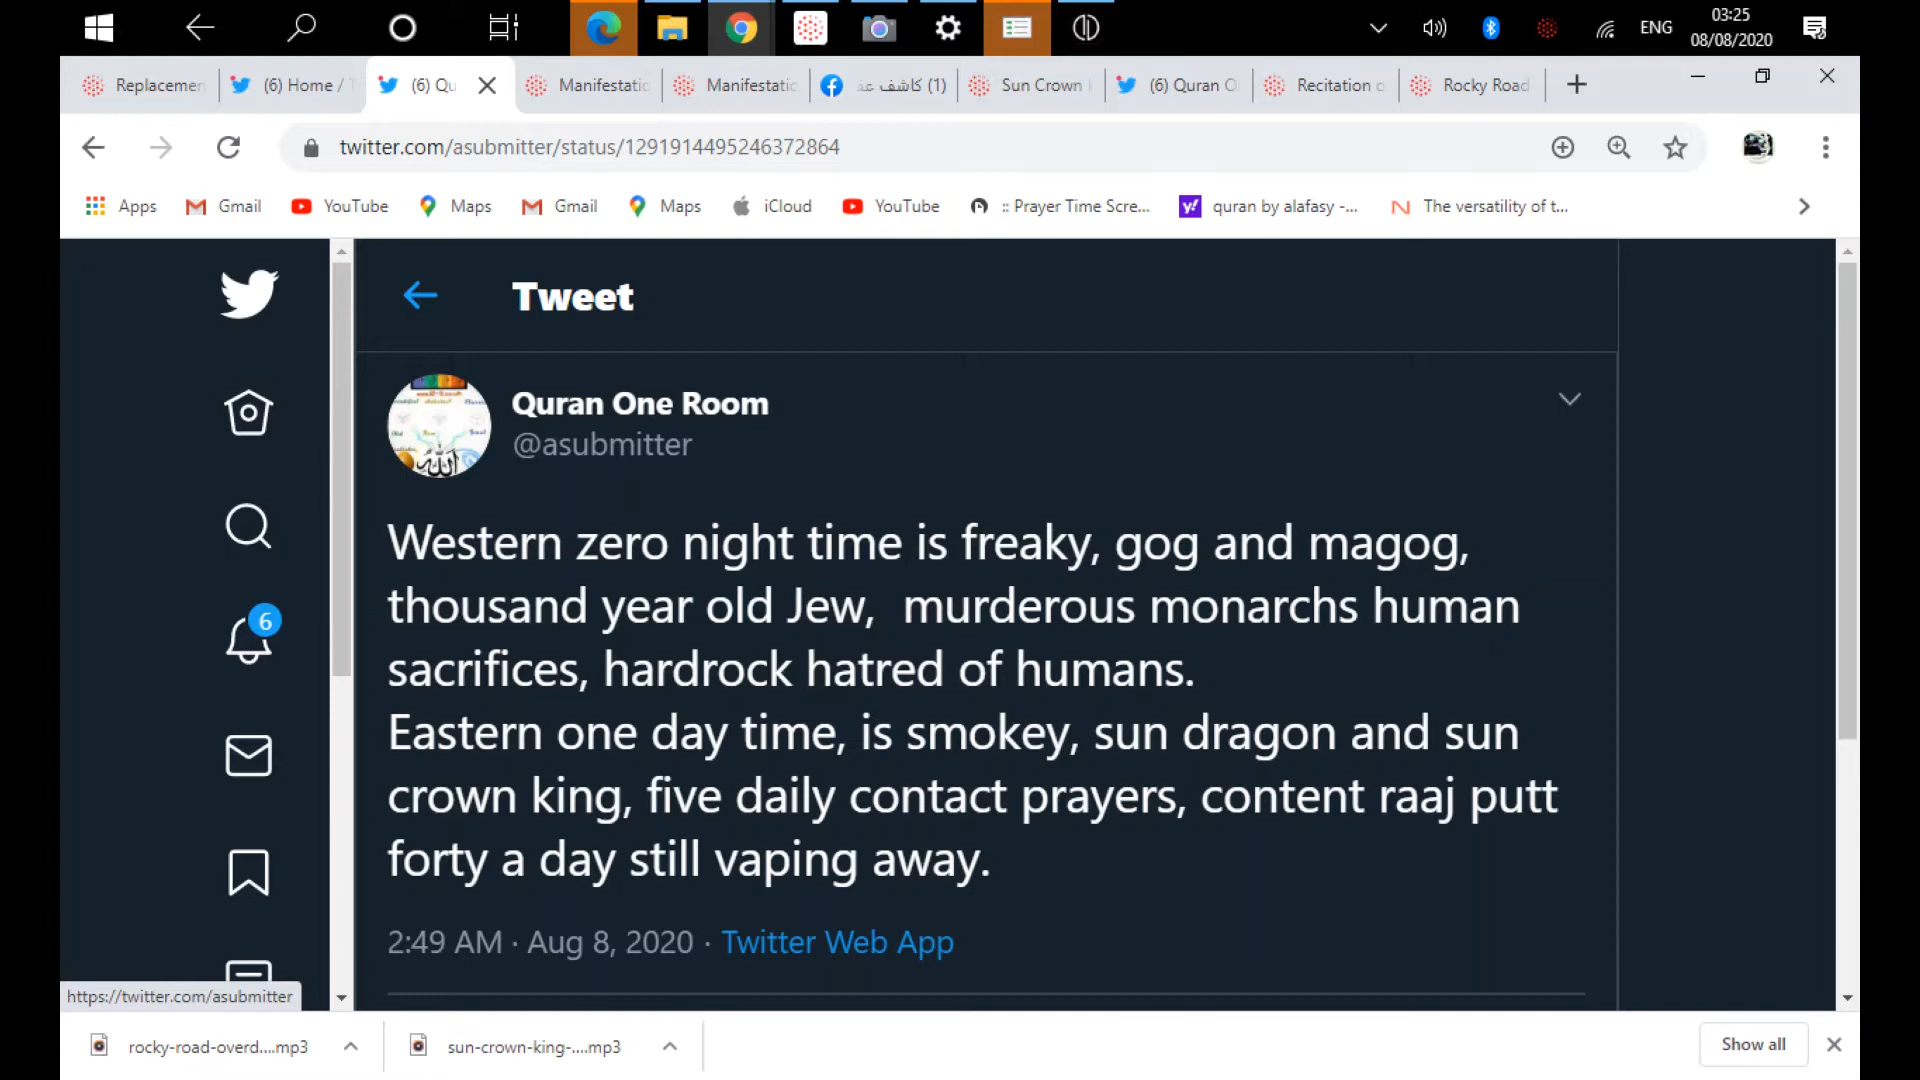 ENG
03:25
08/08/2020
Replacemen
(6) Home / T
(6) Qu
Manifestatic
Manifestatic
(1) كاشف عد
Sun Crown
(6) Quran O
Recitation o
Rocky Road
twitter.com/asubmitter/status/1291914495246372864
Apps
Gmail
YouTube
Maps
Gmail
Maps
iCloud
YouTube
:: Prayer Time Scre...
quran by alafasy -...
The versatility of t...
Tweet
Quran One Room
@asubmitter
Western zero night time is freaky, gog and magog,
thousand year old Jew,  murderous monarchs human
sacrifices, hardrock hatred of humans.
Eastern one day time, is smokey, sun dragon and sun
crown king, five daily contact prayers, content raaj putt
forty a day still vaping away.
2:49 AM · Aug 8, 2020 · Twitter Web App
6
https://twitter.com/asubmitter
rocky-road-overd....mp3
sun-crown-king-....mp3
Show all